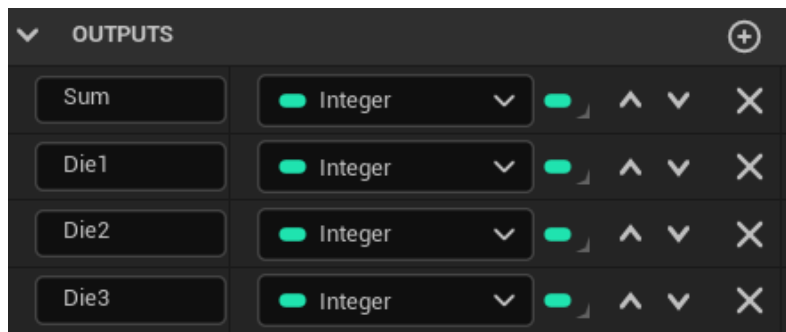 OUTPUTS
Sum Integer
Die1 Integer
Die2 Integer
Die3 Integer